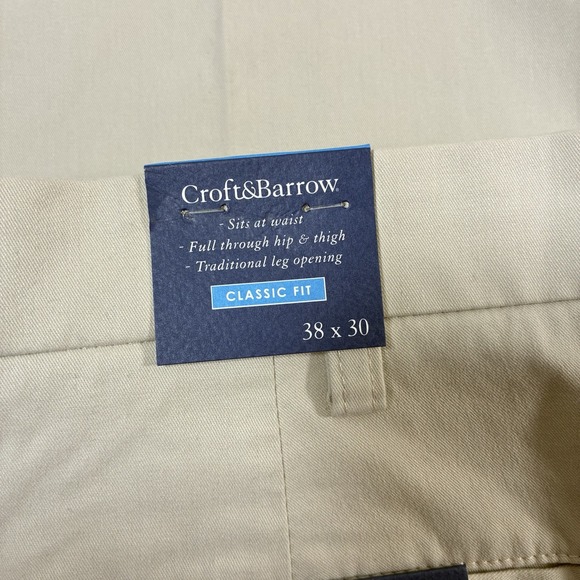 Croft&Barrow®
- Sits at waist
- Full through hip & thigh
- Traditional leg opening
CLASSIC FIT
38 x 30